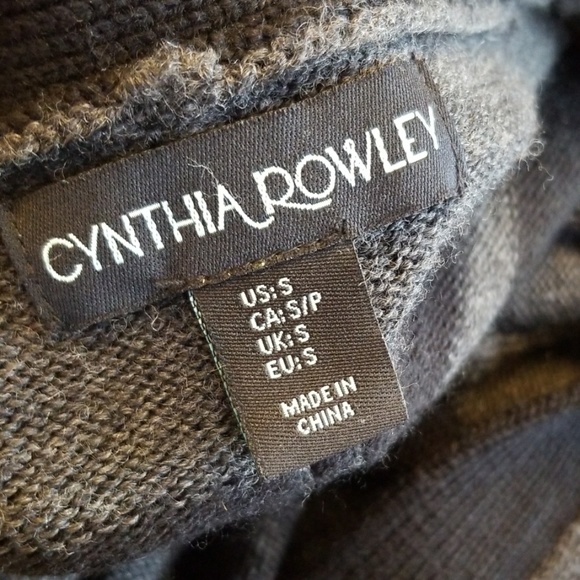 CYNTHIA ROWLEY
US: S
CA: S/P
UK: S
EU: S
MADE IN
CHINA